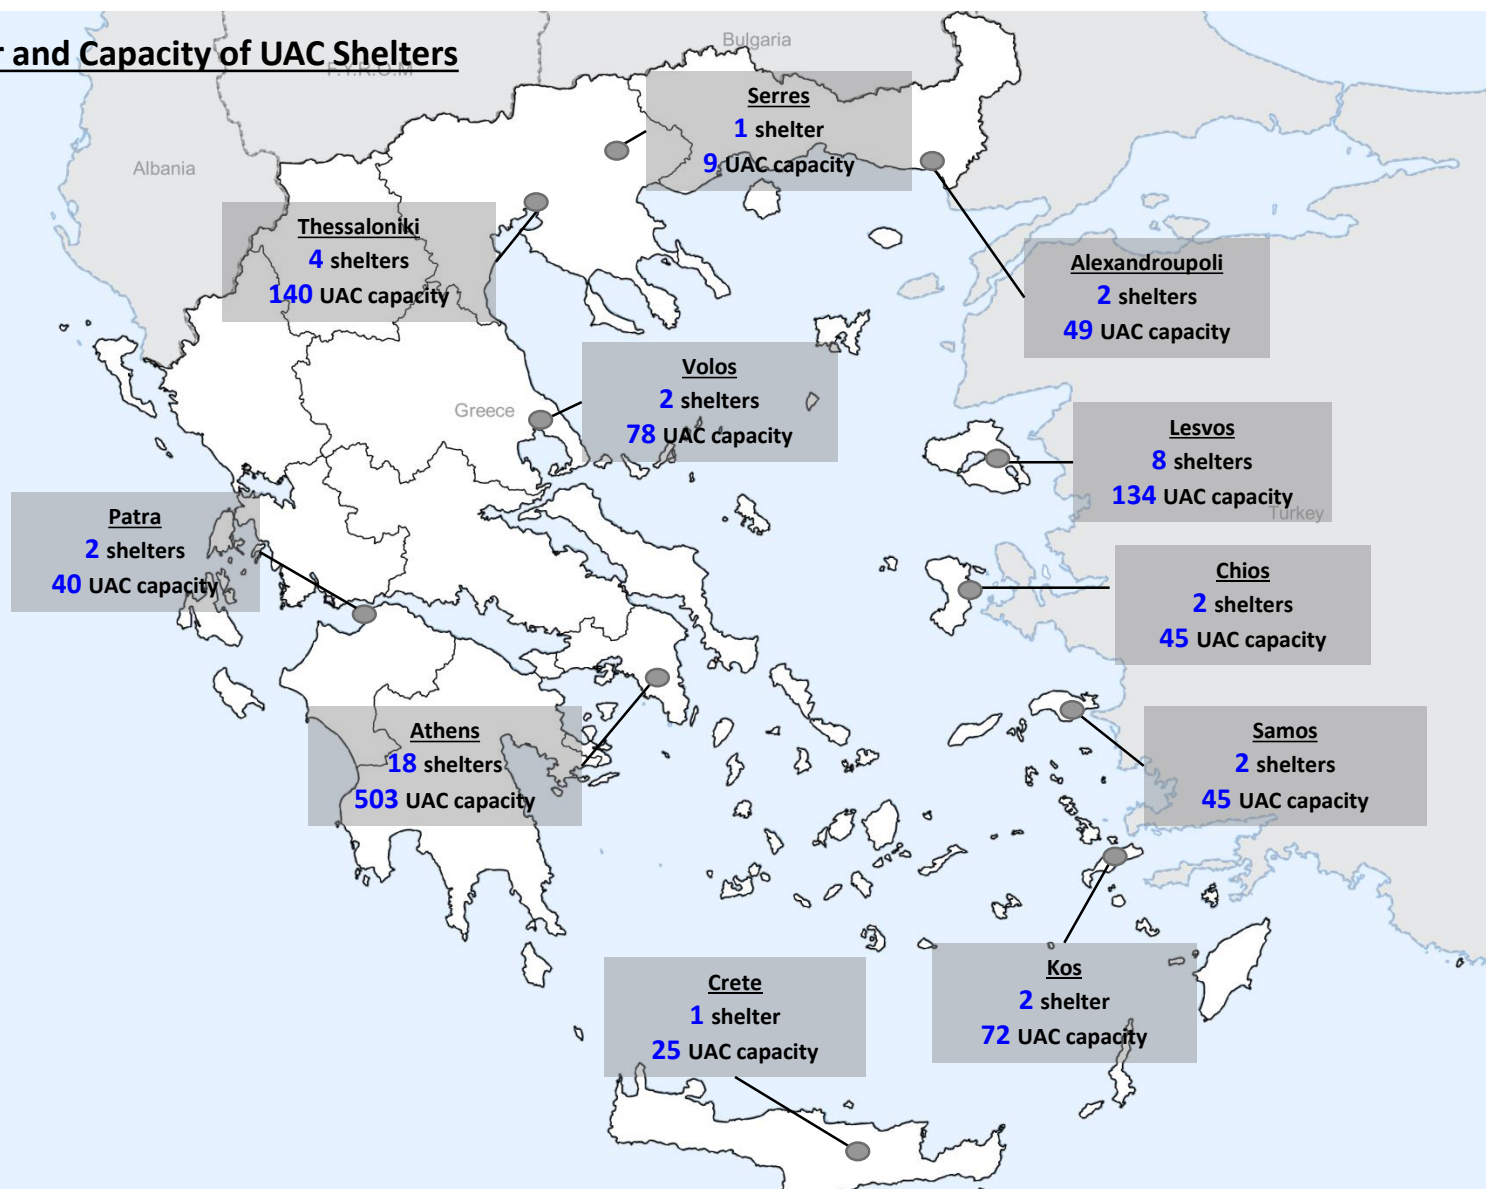 r and Capacity of UAC Shelters
Bulgaria
F.Y.R.O.M
Albania
Serres
1 shelter
9 UAC capacity
Thessaloniki
4 shelters
140 UAC capacity
Alexandroupoli
2 shelters
49 UAC capacity
Volos
2 shelters
78 UAC capacity
Greece
Lesvos
8 shelters
134 UAC capacity
Turkey
Patra
2 shelters
40 UAC capacity
Chios
2 shelters
45 UAC capacity
Athens
18 shelters
503 UAC capacity
Samos
2 shelters
45 UAC capacity
Kos
2 shelter
72 UAC capacity
Crete
1 shelter
25 UAC capacity